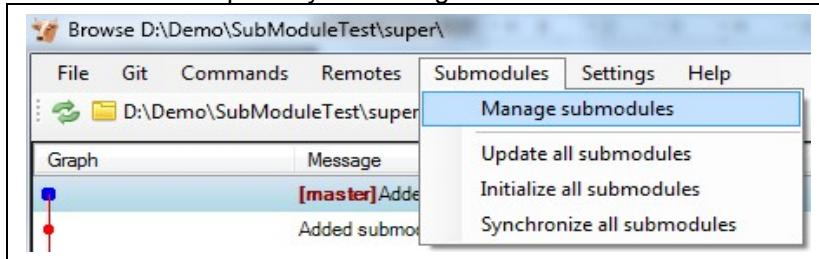 Browse D:\Demo\SubModuleTest\super\
File Git Commands Remotes Submodules Settings Help
D:\Demo\SubModuleTest\super
Manage submodules
Update all submodules
Initialize all submodules
Synchronize all submodules
Graph Message
[master] Adde
Added submo